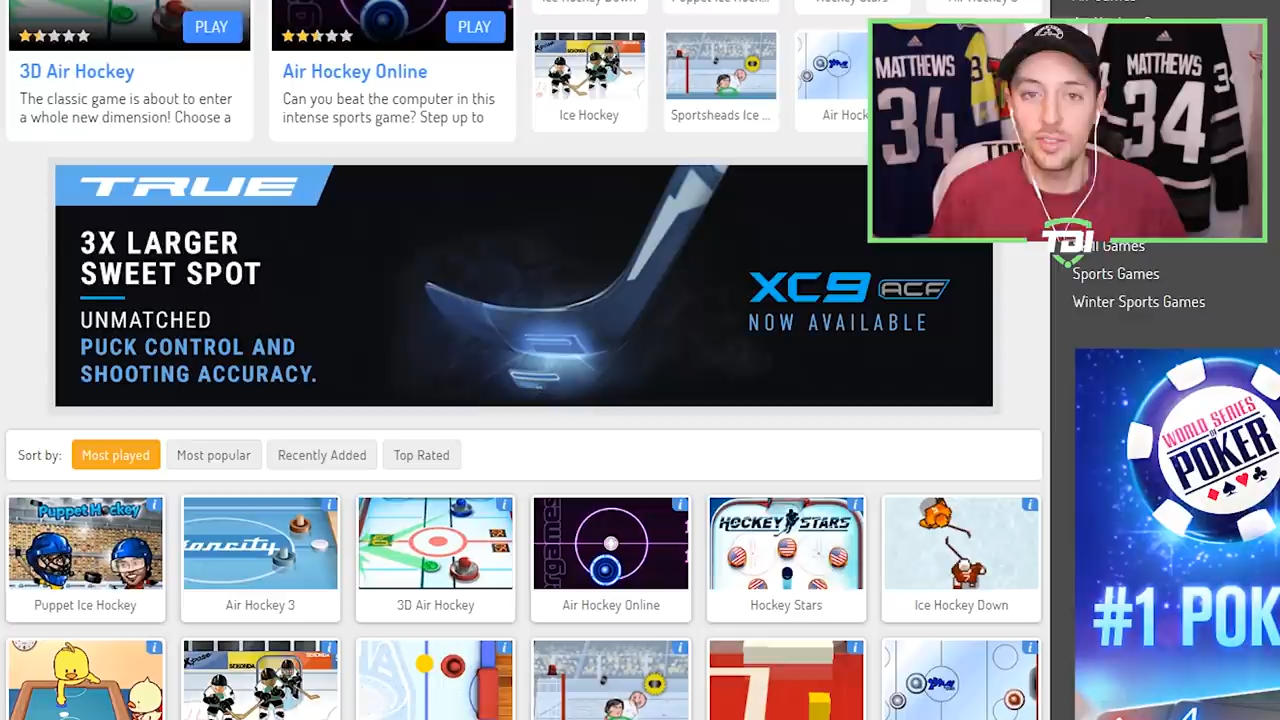 PLAY
PLAY
3D Air Hockey
The classic game is about to enter
a whole new dimension! Choose a
Air Hockey Online
Can you beat the computer in this
intense sports game? Step up to
Ice Hockey
Sportsheads Ice ...
Air Hock
MATTHEWS
34
MATTHEWS
34
TBI
Games
Sports Games
Winter Sports Games
TRUE
3X LARGER
SWEET SPOT
UNMATCHED
PUCK CONTROL AND
SHOOTING ACCURACY.
XC9 ACF
NOW AVAILABLE
WORLD SERIES
OF
POKER
#1 POK
Sort by:
Most played
Most popular
Recently Added
Top Rated
Puppet Hockey
HOCKEY STARS
Puppet Ice Hockey
Air Hockey 3
3D Air Hockey
Air Hockey Online
Hockey Stars
Ice Hockey Down
SEKONDA